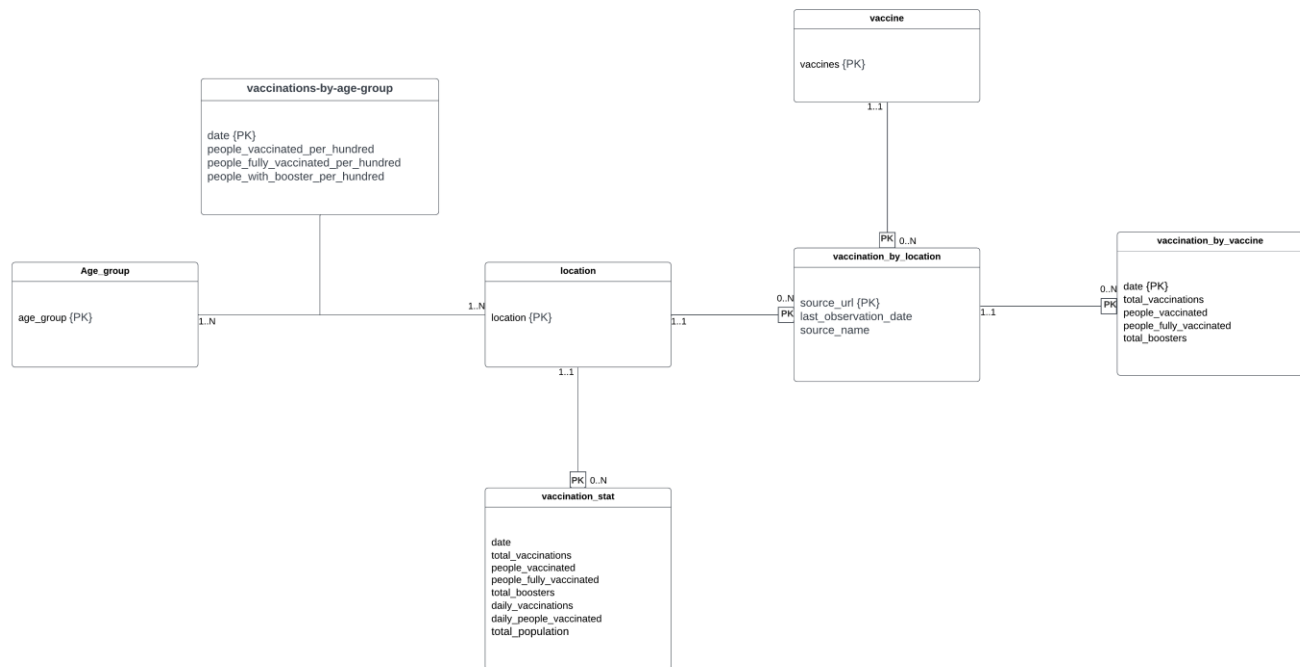 vaccine
vaccines {PK}
1..1
vaccinations-by-age-group
date {PK}
people_vaccinated_per_hundred
people_fully_vaccinated_per_hundred
people_with_booster_per_hundred
PK
0..N
Age_group
age_group {PK}
1..N
location
1..N
location {PK}
1..1
1..1
vaccination_by_location
0..N
PK
source_url {PK}
last_observation_date
source_name
1..1
vaccination_by_vaccine
0..N
PK
date {PK}
total_vaccinations
people_vaccinated
people_fully_vaccinated
total_boosters
PK
0..N
vaccination_stat
date
total_vaccinations
people_vaccinated
people_fully_vaccinated
total_boosters
daily_vaccinations
daily_people_vaccinated
total_population